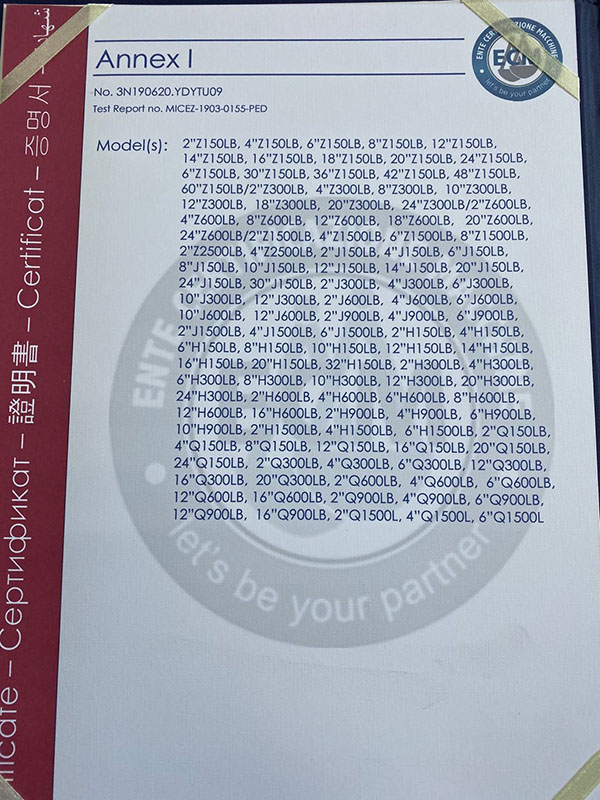 Annex I
ENTE CERTIFICAZIONE MACCHINE
ECM
let's be your partner
No. 3N190620.YDYTU09
Test Report no. MICEZ-1903-0155-PED
Model(s):
2"Z150LB, 4"Z150LB, 6"Z150LB, 8"Z150LB, 12"Z150LB,
14"Z150LB, 16"Z150LB, 18"Z150LB, 20"Z150LB, 24"Z150LB,
6"Z150LB, 30"Z150LB, 36"Z150LB, 42"Z150LB, 48"Z150LB,
60"Z150LB/2"Z300LB, 4"Z300LB, 8"Z300LB, 10"Z300LB,
12"Z300LB, 18"Z300LB, 20"Z300LB, 24"Z300LB/2"Z600LB,
4"Z600LB, 8"Z600LB, 12"Z600LB, 18"Z600LB, 20"Z600LB,
24"Z600LB/2"Z1500LB, 4"Z1500LB, 6"Z1500LB, 8"Z1500LB,
2"Z2500LB, 4"Z2500LB, 2"J150LB, 4"J150LB, 6"J150LB,
8"J150LB, 10"J150LB, 12"J150LB, 14"J150LB, 20"J150LB,
24"J150LB, 30"J150LB, 2"J300LB, 4"J300LB, 6"J300LB,
10"J300LB, 12"J300LB, 2"J600LB, 4"J600LB, 6"J600LB,
10"J600LB, 12"J600LB, 2"J900LB, 4"J900LB, 6"J900LB,
2"J1500LB, 4"J1500LB, 6"J1500LB, 2"H150LB, 4"H150LB,
6"H150LB, 8"H150LB, 10"H150LB, 12"H150LB, 14"H150LB,
16"H150LB, 20"H150LB, 32"H150LB, 2"H300LB, 4"H300LB,
6"H300LB, 8"H300LB, 10"H300LB, 12"H300LB, 20"H300LB,
24"H300LB, 2"H600LB, 4"H600LB, 6"H600LB, 8"H600LB,
12"H600LB, 16"H600LB, 2"H900LB, 4"H900LB, 6"H900LB,
10"H900LB, 2"H1500LB, 4"H1500LB, 6"H1500LB, 2"Q150LB,
4"Q150LB, 8"Q150LB, 12"Q150LB, 16"Q150LB, 20"Q150LB,
24"Q150LB, 2"Q300LB, 4"Q300LB, 6"Q300LB, 12"Q300LB,
16"Q300LB, 20"Q300LB, 2"Q600LB, 4"Q600LB, 6"Q600LB,
12"Q600LB, 16"Q600LB, 2"Q900LB, 4"Q900LB, 6"Q900LB,
12"Q900LB, 16"Q900LB, 2"Q1500L, 4"Q1500L, 6"Q1500L
ENTE
let's be your partner
– Сертификат – 證明書 – Certificat – 증명서 –